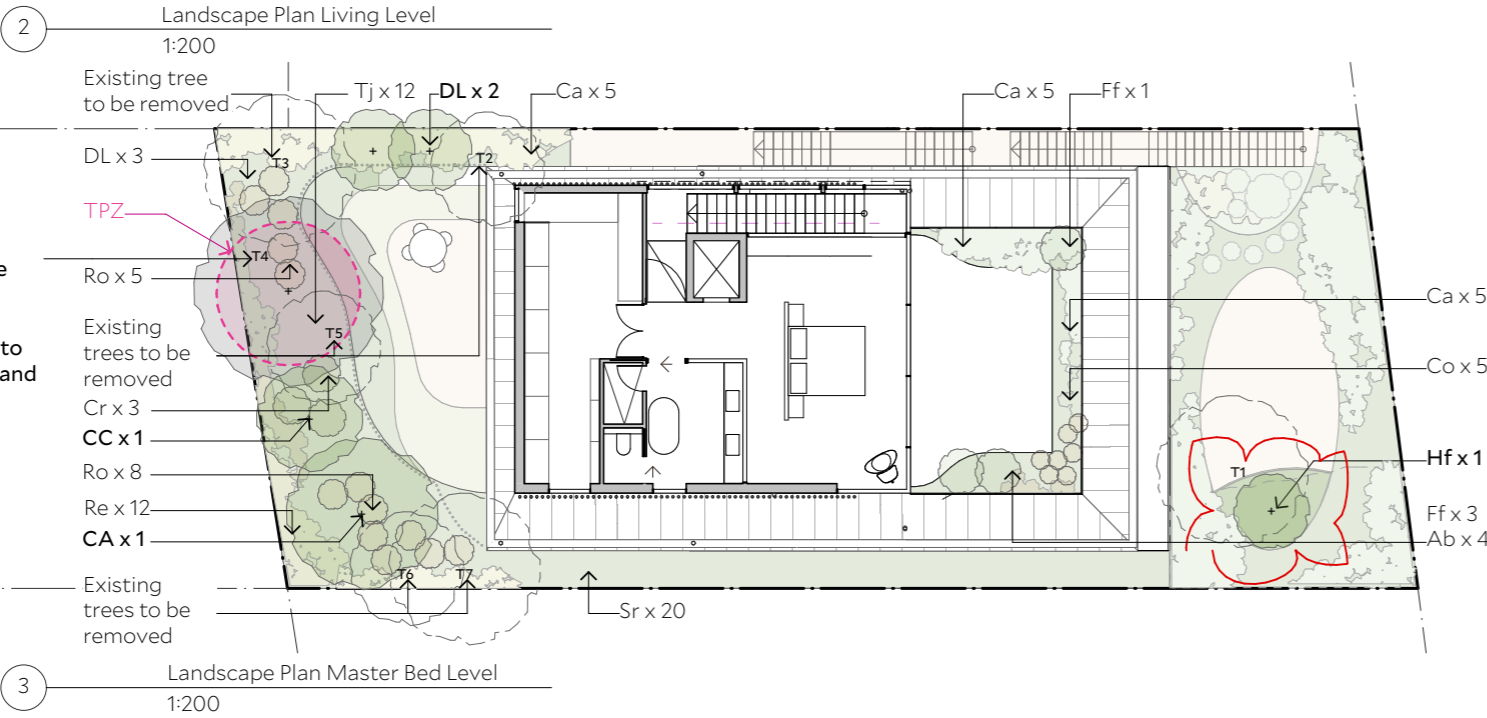 2
Landscape Plan Living Level
1:200
Existing tree
to be removed
Tj x 12
DL x 2
Ca x 5
Ca x 5
Ff x 1
DL x 3
T3
T2
TPZ
T4
e
Ro x 5
Ca x 5
Existing
trees to be
removed
T5
to
and
Co x 5
Cr x 3
CC x 1
Ro x 8
T1
Hf x 1
Re x 12
Ff x 3
CA x 1
Ab x 4
Existing
trees to be
removed
T6
T7
Sr x 20
3
Landscape Plan Master Bed Level
1:200